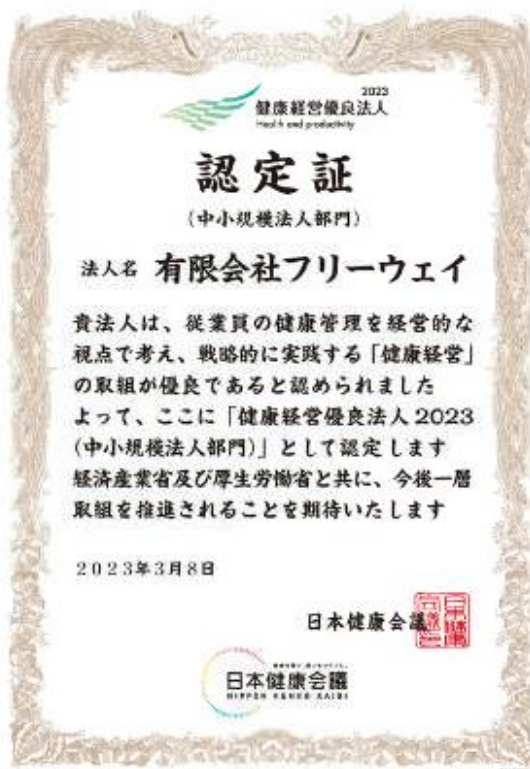 2023
健康経営優良法人
Health and productivity
認定証
(中小規模法人部門)
法人名 有限会社フリーウェイ
貴法人は、従業員の健康管理を経営的な
視点で考え、戦略的に実践する「健康経営」
の取組が優良であると認められました
よって、ここに「健康経営優良法人2023
(中小規模法人部門)」として認定します
経済産業省及び厚生労働省と共に、今後一層
取組を推進されることを期待いたします
2023年3月8日
日本健康会議
日本健康会議
NIPPON KENKO KAIGI